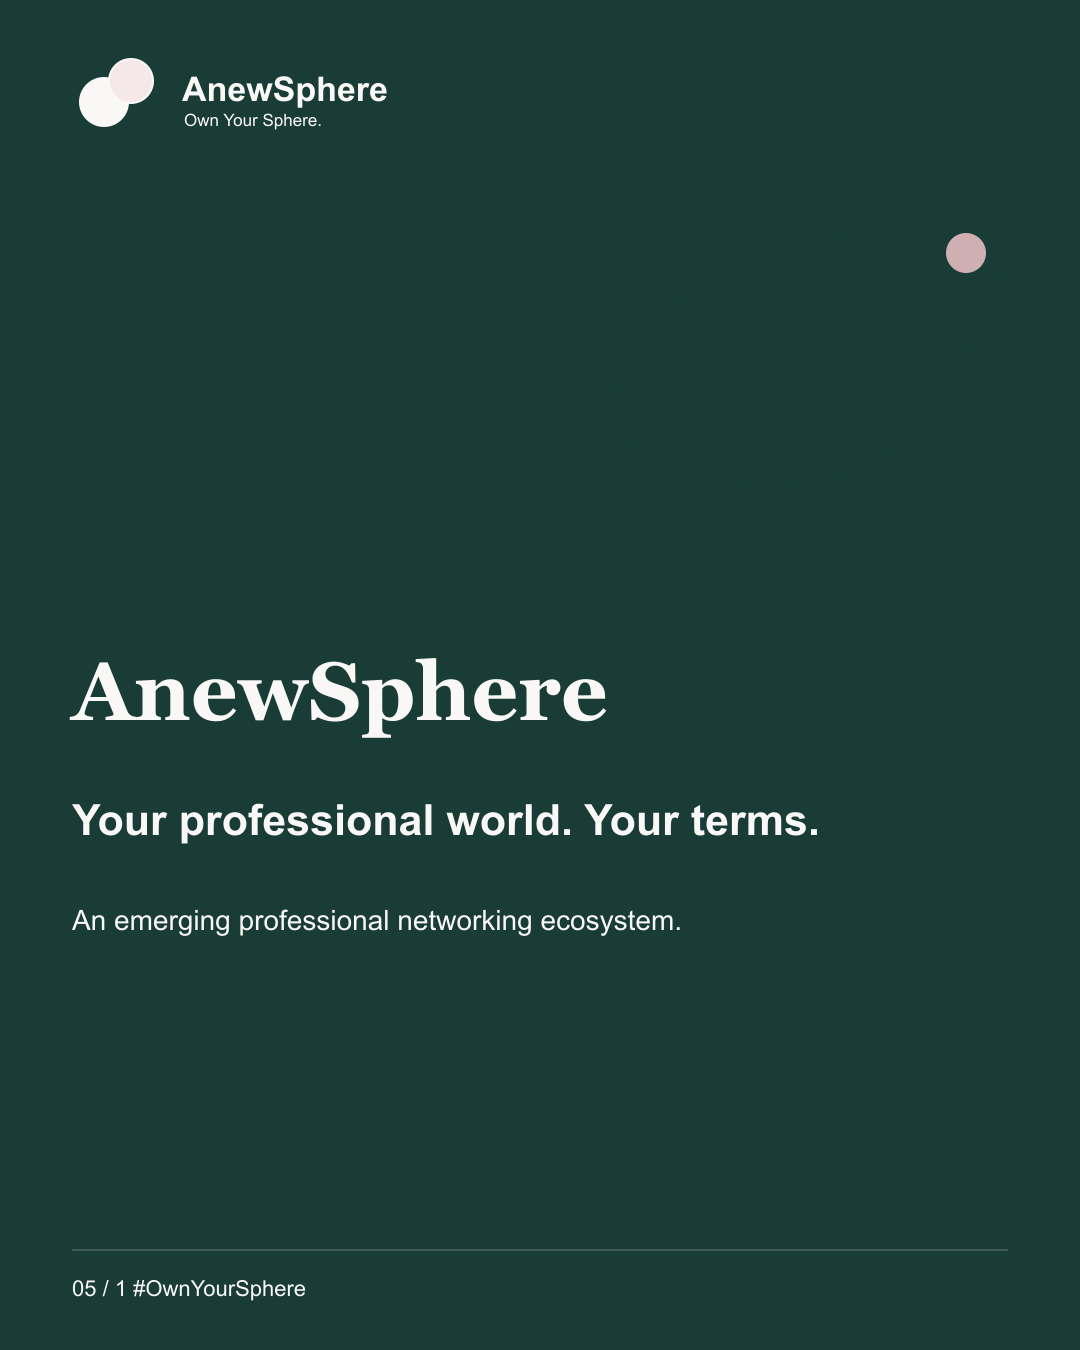 AnewSphere
Own Your Sphere.
AnewSphere
Your professional world. Your terms.
An emerging professional networking ecosystem.
05 / 1 #OwnYourSphere